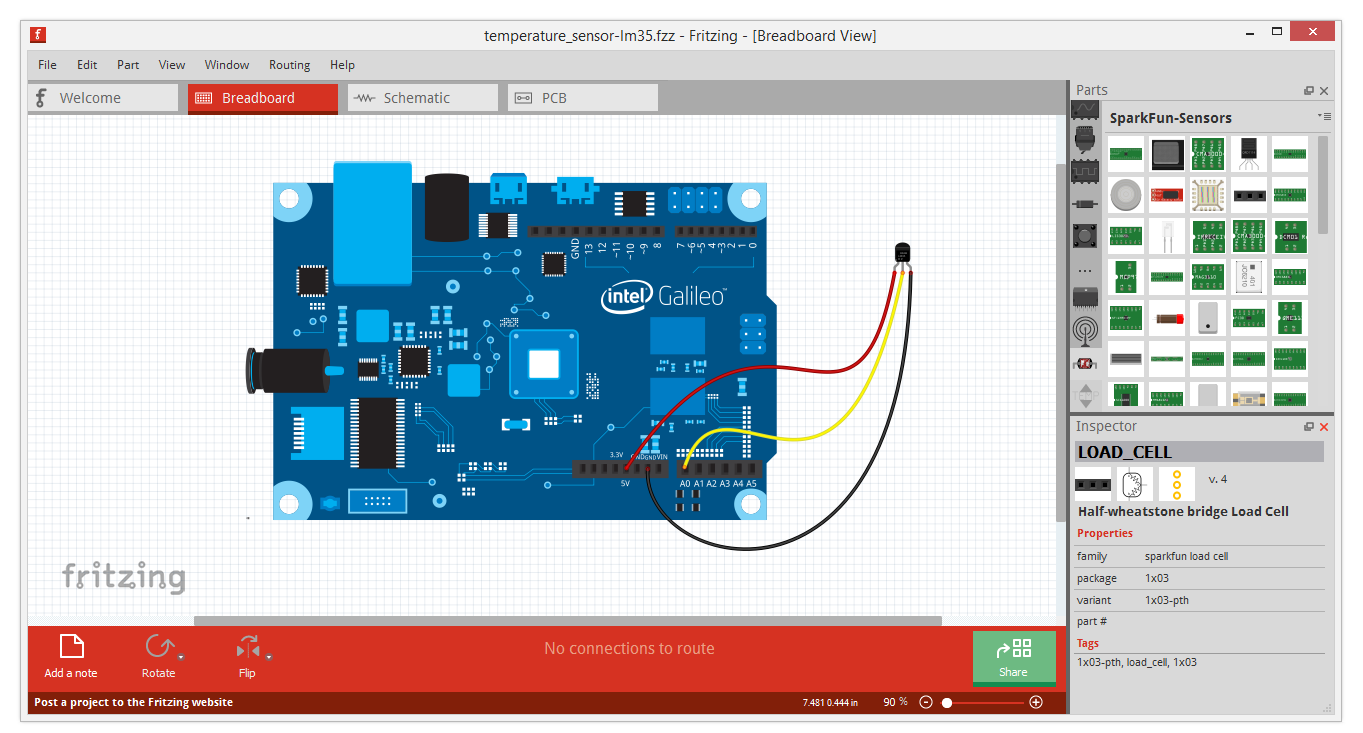 temperature_sensor-lm35.fzz - Fritzing - [Breadboard View]
File Edit Part View Window Routing Help
Welcome Breadboard Schematic PCB
GND 13 12 ~11 ~10 ~9 8 7 ~6 ~5 4 ~3 2 1 0
intel Galileo™
3.3V GND GND VIN
5V A0 A1 A2 A3 A4 A5
fritzing
Add a note
Rotate
Flip
No connections to route
Share
Post a project to the Fritzing website
7.481 0.444 in
90 %
Parts
SparkFun-Sensors
Inspector
LOAD_CELL
v. 4
Half-wheatstone bridge Load Cell
Properties
family sparkfun load cell
package 1x03
variant 1x03-pth
part #
Tags
1x03-pth, load_cell, 1x03